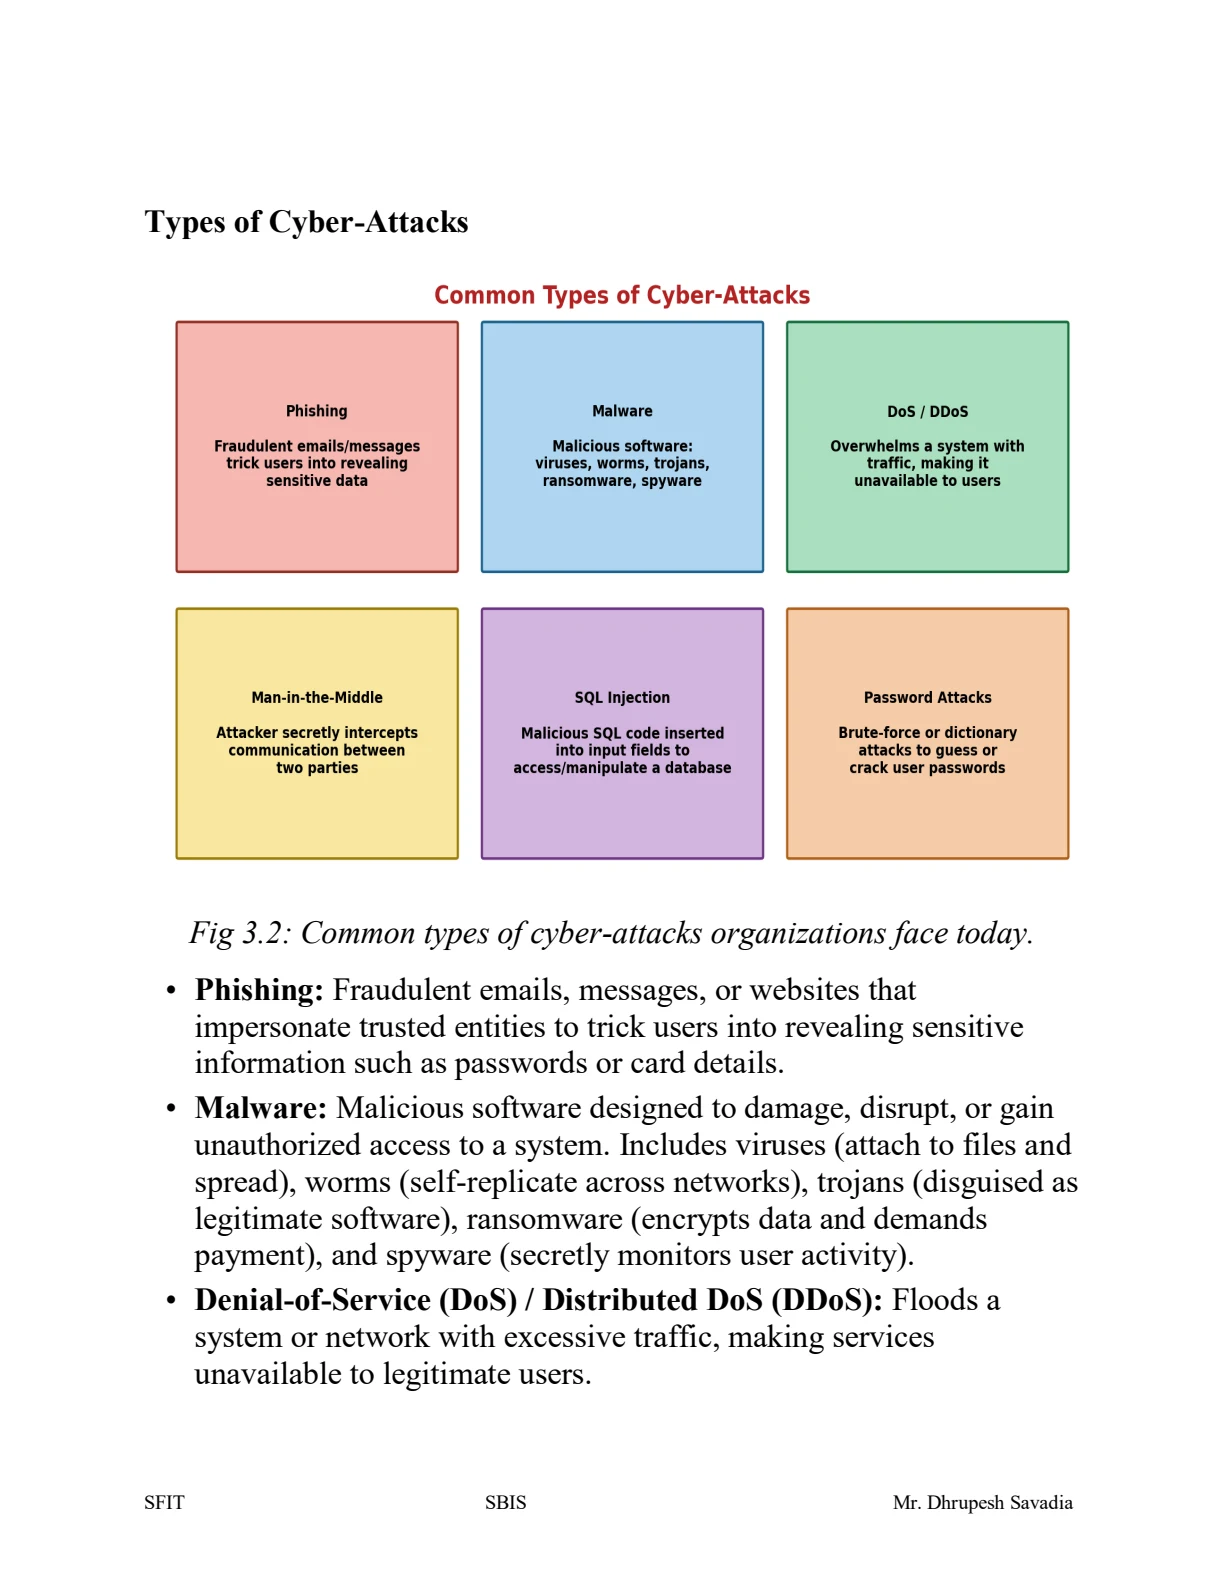 Types of Cyber-Attacks
Common Types of Cyber-Attacks
Phishing
Fraudulent emails/messages
trick users into revealing
sensitive data
Malware
Malicious software:
viruses, worms, trojans,
ransomware, spyware
DoS / DDoS
Overwhelms a system with
traffic, making it
unavailable to users
Man-in-the-Middle
Attacker secretly intercepts
communication between
two parties
SQL Injection
Malicious SQL code inserted
into input fields to
access/manipulate a database
Password Attacks
Brute-force or dictionary
attacks to guess or
crack user passwords
Fig 3.2: Common types of cyber-attacks organizations face today.
• Phishing: Fraudulent emails, messages, or websites that
impersonate trusted entities to trick users into revealing sensitive
information such as passwords or card details.
• Malware: Malicious software designed to damage, disrupt, or gain
unauthorized access to a system. Includes viruses (attach to files and
spread), worms (self-replicate across networks), trojans (disguised as
legitimate software), ransomware (encrypts data and demands
payment), and spyware (secretly monitors user activity).
• Denial-of-Service (DoS) / Distributed DoS (DDoS): Floods a
system or network with excessive traffic, making services
unavailable to legitimate users.
SFIT SBIS Mr. Dhrupesh Savadia